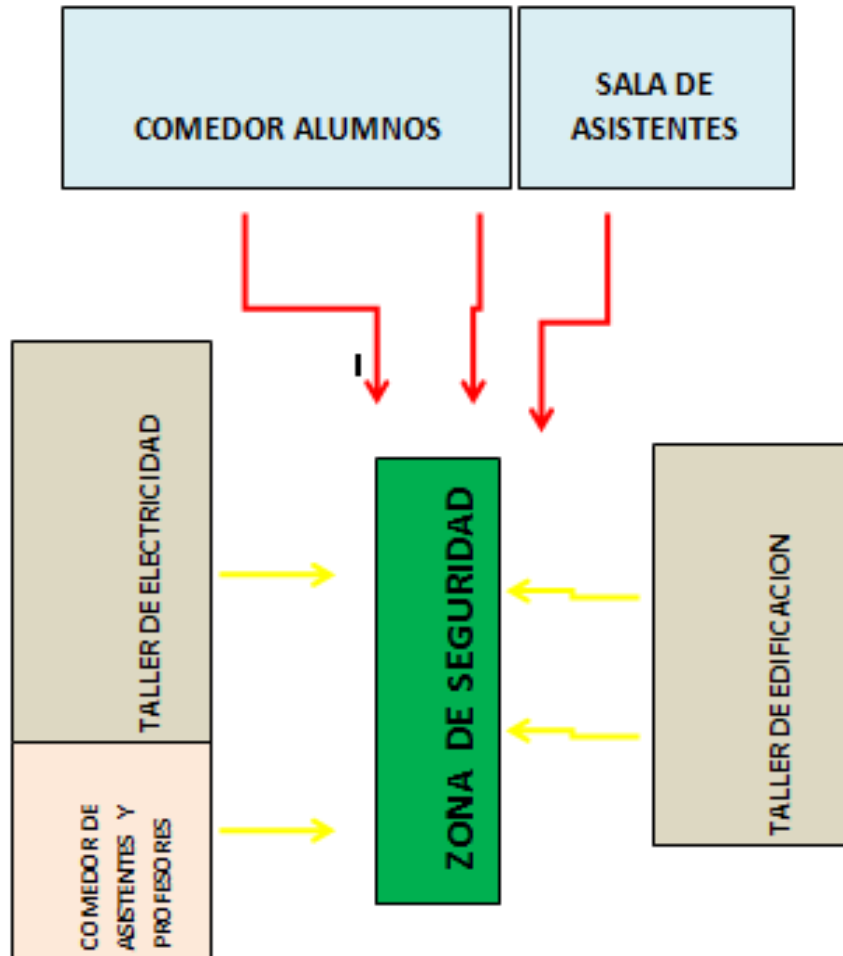 COMEDOR ALUMNOS
SALA DE
ASISTENTES
I
TALLER DE ELECTRICIDAD
ZONA DE SEGURIDAD
TALLER DE EDIFICACION
COMEDOR DE
ASISTENTES Y
PROFESORES